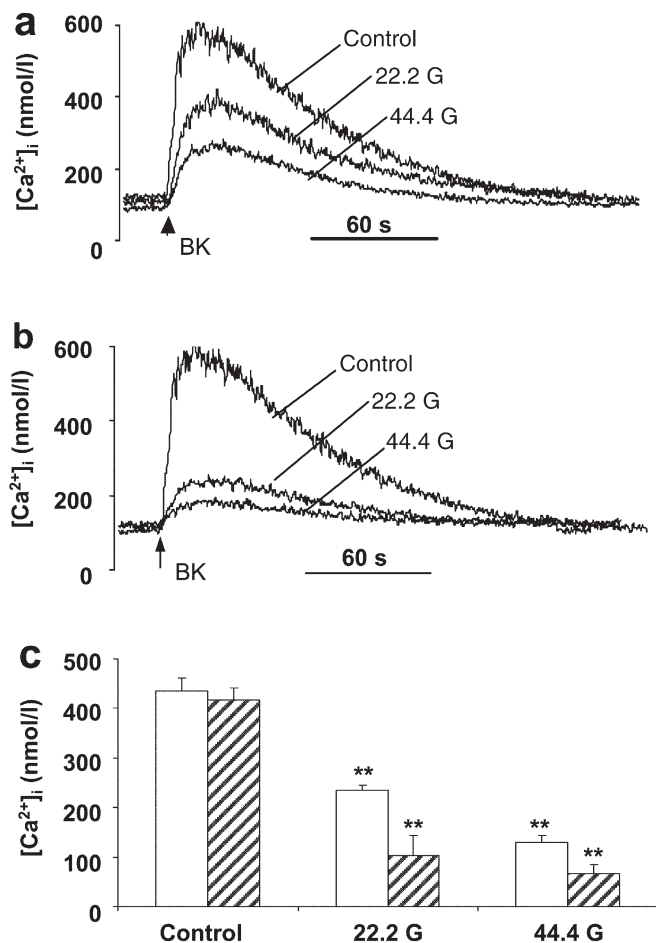 a
600
400
200
0
[Ca²⁺]ᵢ (nmol/l)
Control
22.2 G
44.4 G
60 s
BK
b
600
400
200
0
[Ca²⁺]ᵢ (nmol/l)
Control
22.2 G
44.4 G
60 s
BK
c
500
400
300
200
100
0
[Ca²⁺]ᵢ (nmol/l)
**
**
**
**
Control 22.2 G 44.4 G